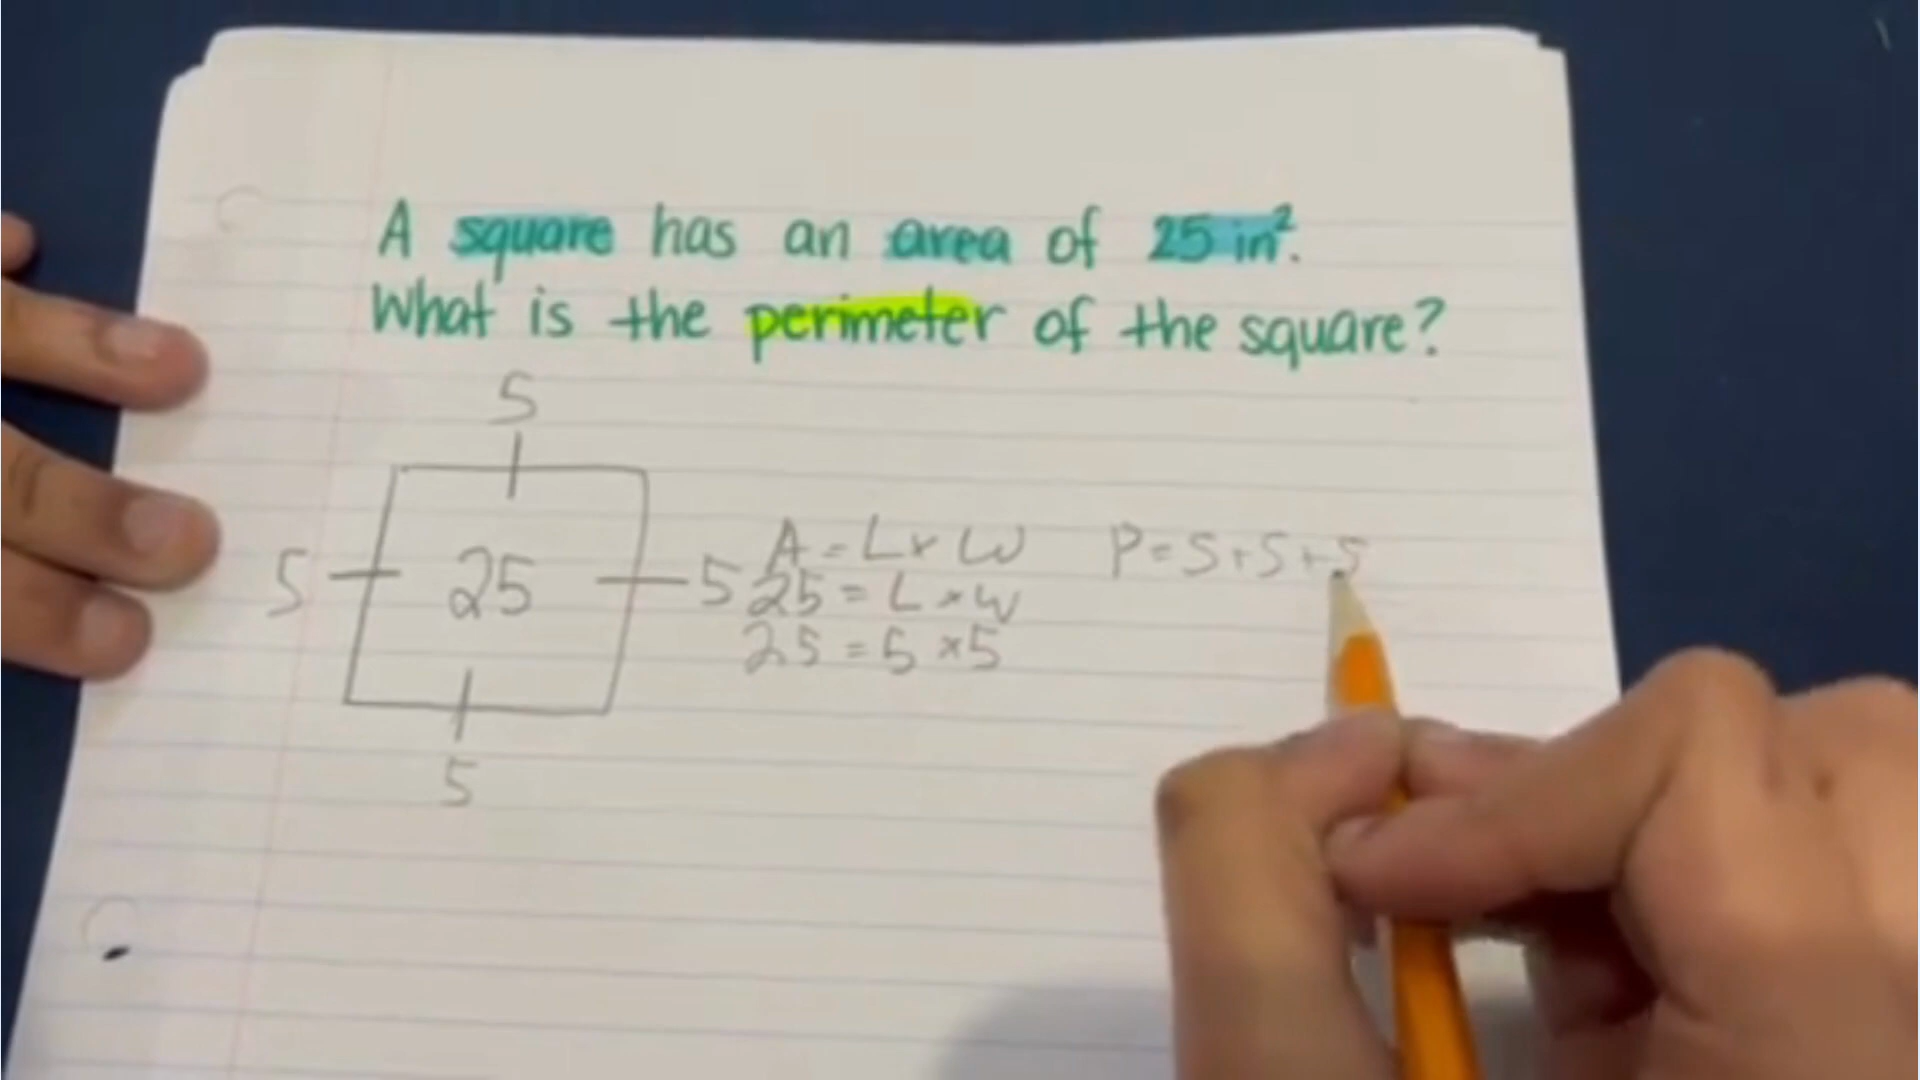 A square has an area of 25 in².
What is the perimeter of the square?
5
5
25
5
5
A = L x W
25 = L x W
25 = 5 x 5
P = 5 + 5 + 5